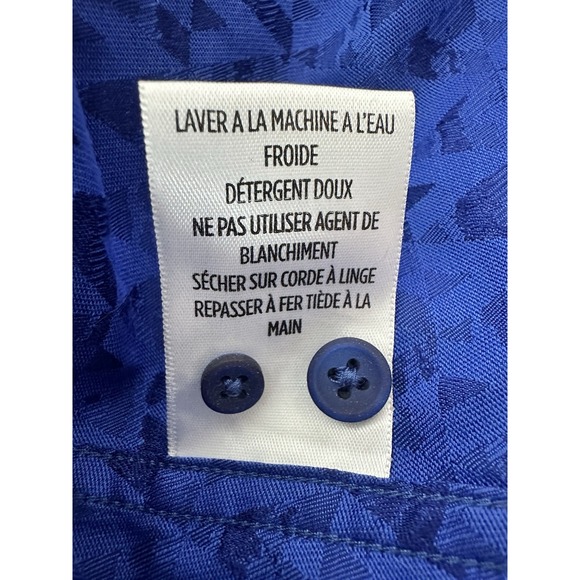 LAVER A LA MACHINE A L'EAU
FROIDE
DÉTERGENT DOUX
NE PAS UTILISER AGENT DE
BLANCHIMENT
SÉCHER SUR CORDE À LINGE
REPASSER À FER TIÈDE À LA
MAIN